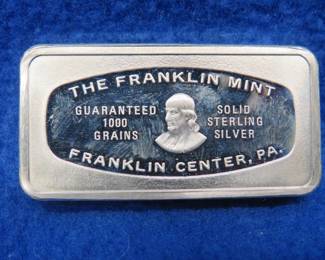 THE FRANKLIN MINT
GUARANTEED
1000
GRAINS
SOLID
STERLING
SILVER
FRANKLIN CENTER, PA.